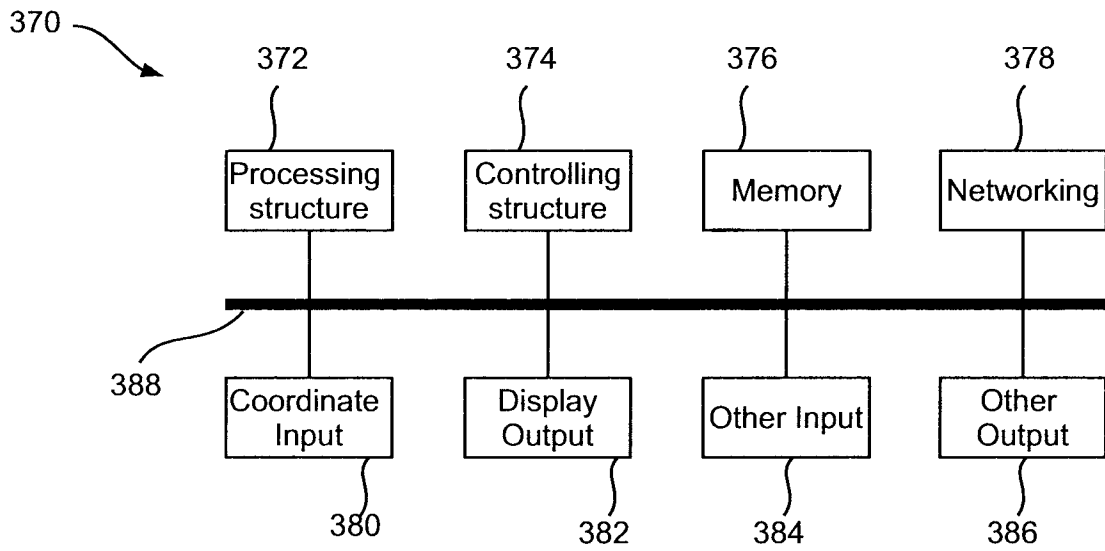 370
372
374
376
378
Processing
structure
Controlling
structure
Memory
Networking
388
Coordinate
Input
Display
Output
Other Input
Other
Output
380
382
384
386